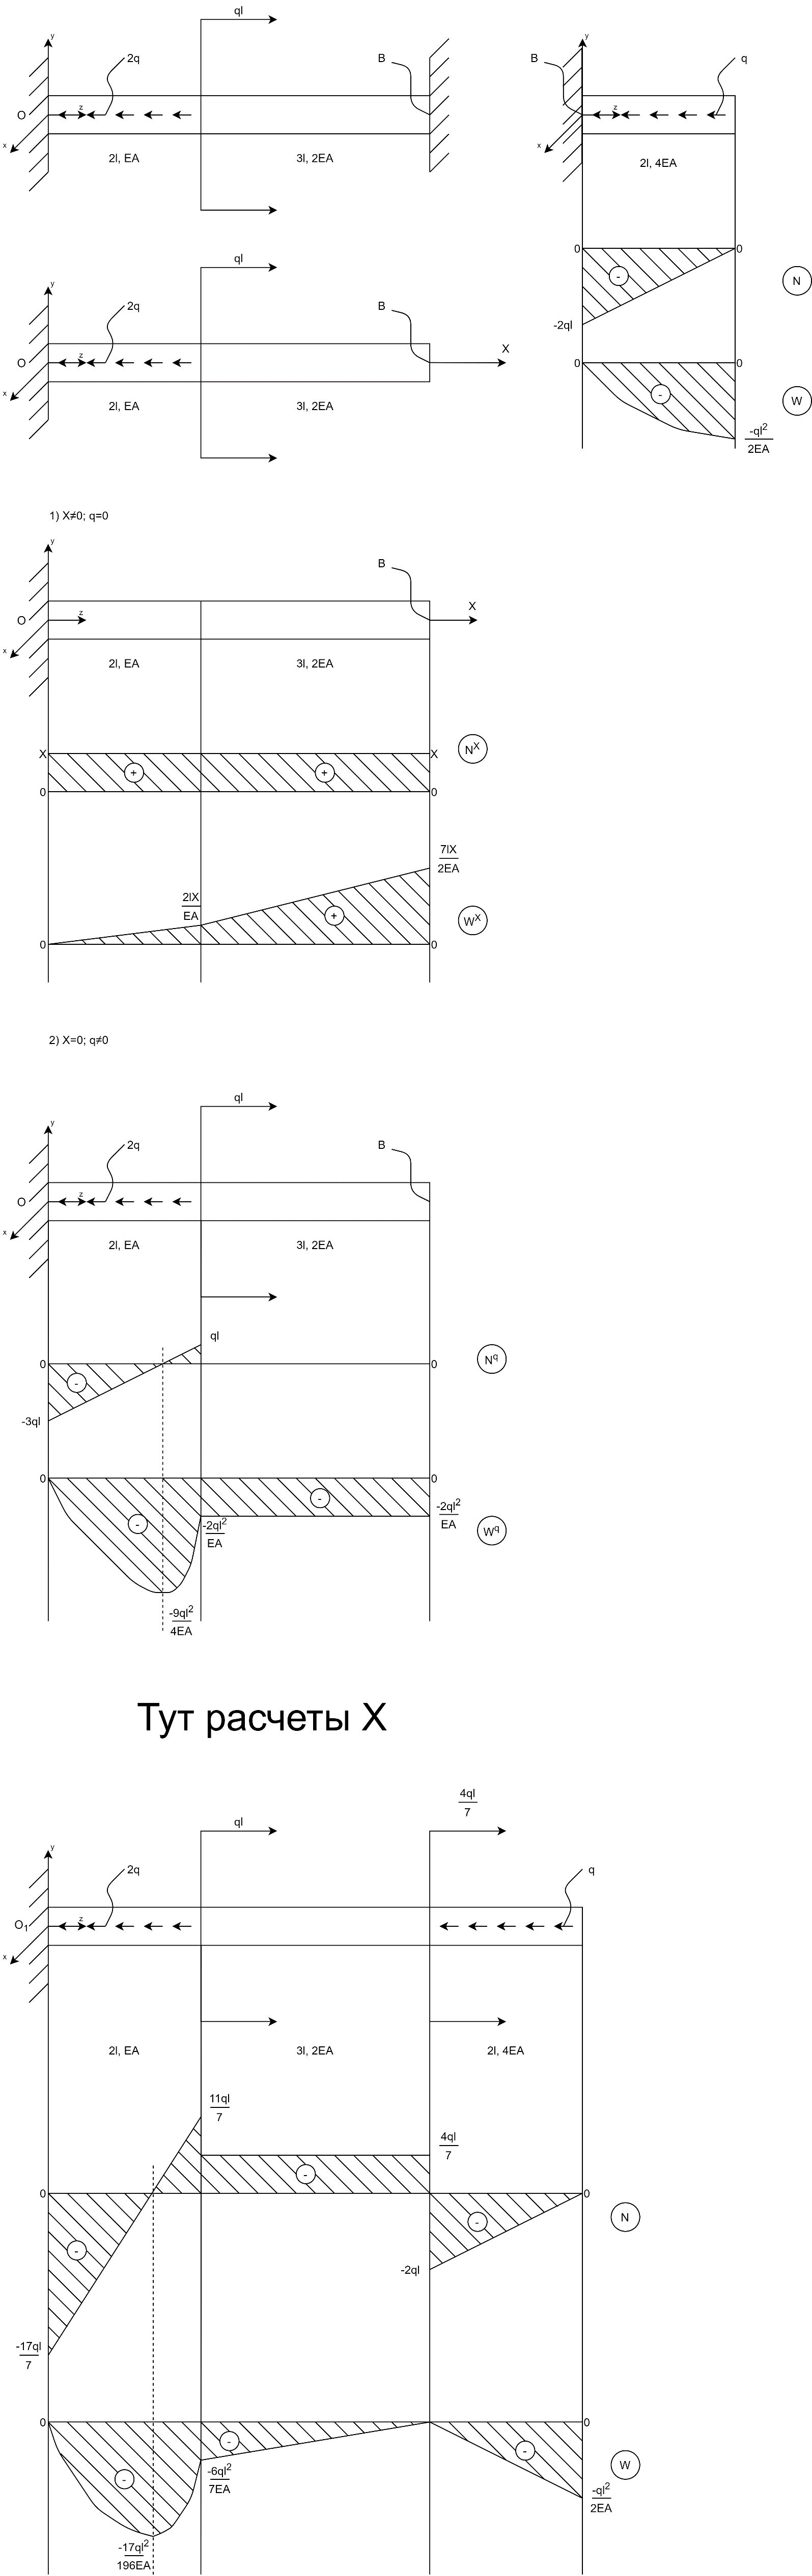 ql
y
2q
B
O
z
x
2l, EA
3l, 2EA
y
B
q
z
x
2l, 4EA
0
0
-
N
-2ql
0
0
-
W
-ql²
2EA
ql
y
2q
B
X
O
z
x
2l, EA
3l, 2EA
1) X≠0; q=0
y
B
X
O
z
x
2l, EA
3l, 2EA
X
X
Nˣ
+
+
0
0
7lX
2EA
2lX
EA
+
Wˣ
0
0
2) X=0; q≠0
ql
y
2q
B
O
z
x
2l, EA
3l, 2EA
ql
0
0
N^q
-
-3ql
0
0
-
-
-2ql²
EA
-2ql²
EA
W^q
-9ql²
4EA
Тут расчеты X
4ql
7
ql
y
2q
q
O₁
z
x
2l, EA
3l, 2EA
2l, 4EA
11ql
7
4ql
7
-
0
0
N
-
-
-2ql
-17ql
7
0
0
-
-
-
W
-6ql²
7EA
-ql²
2EA
-17ql²
196EA